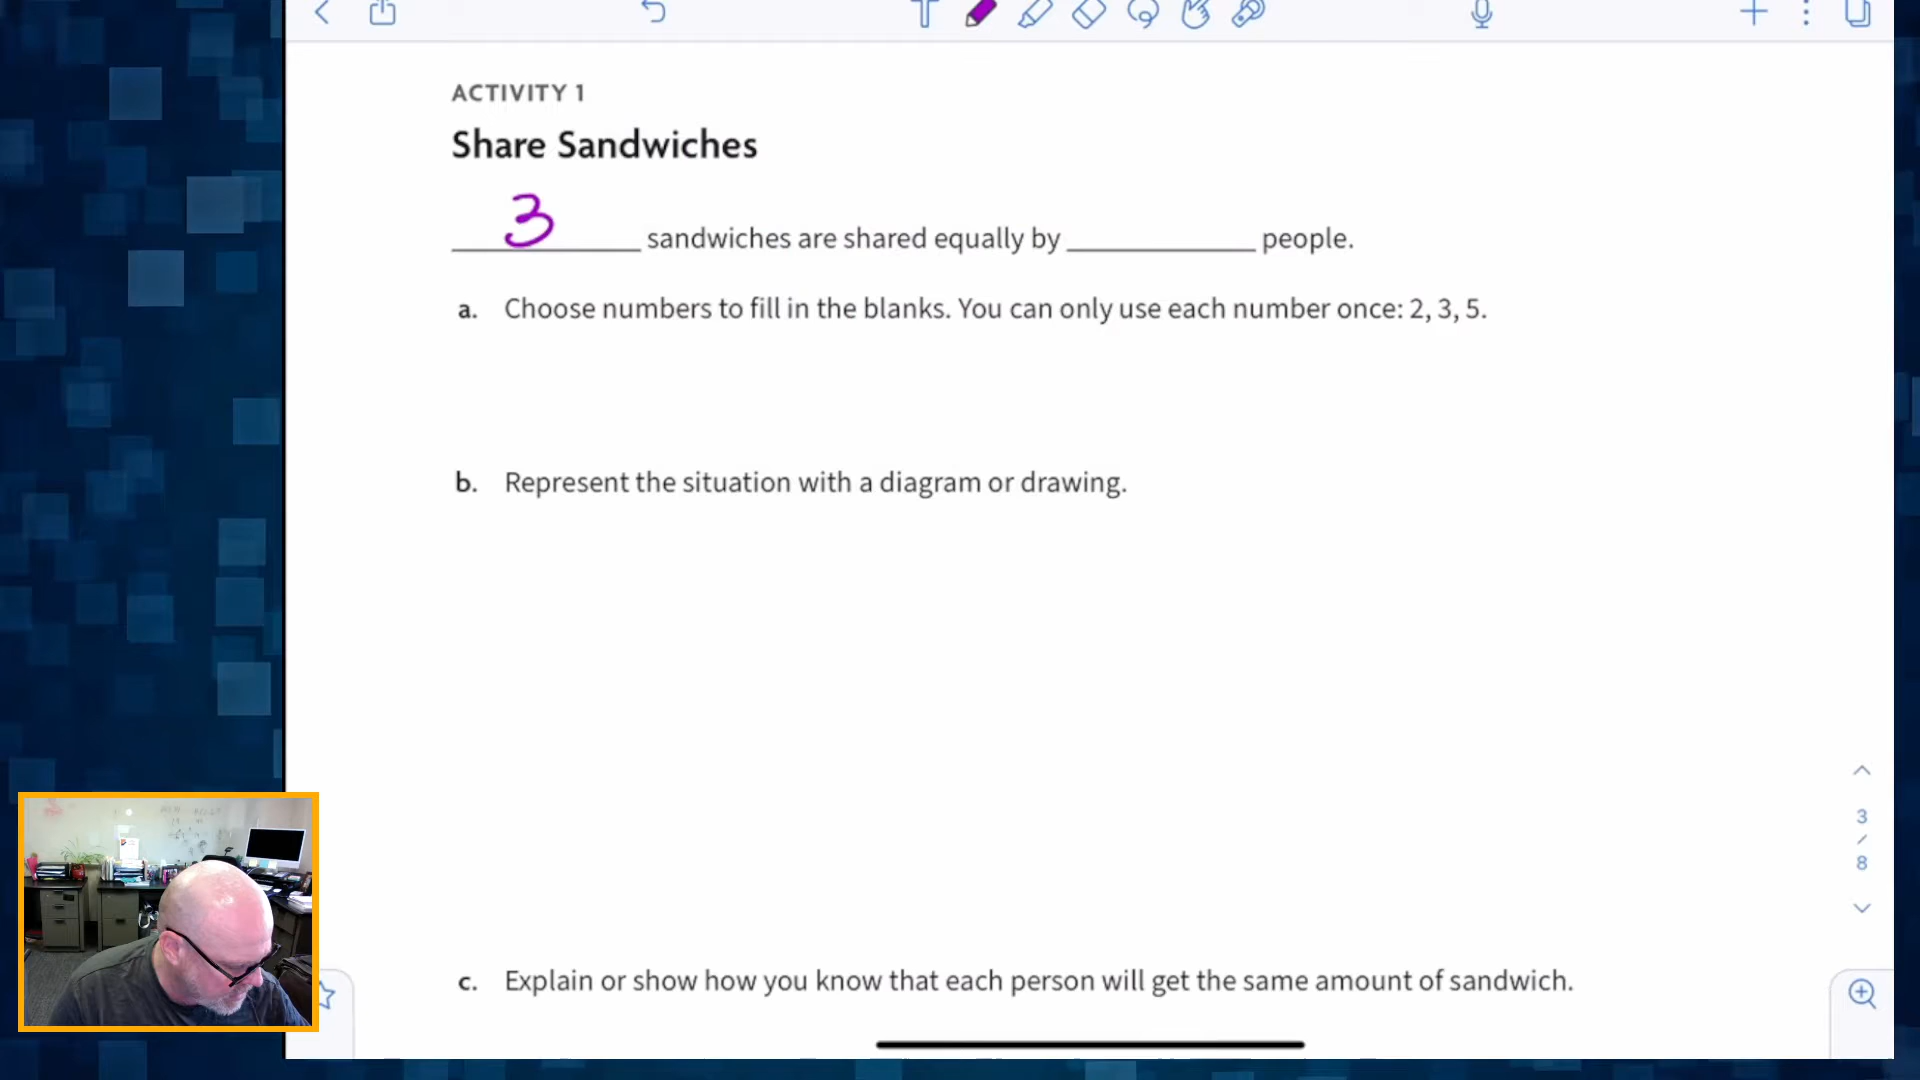 ACTIVITY 1
Share Sandwiches
3 sandwiches are shared equally by __________ people.
a. Choose numbers to fill in the blanks. You can only use each number once: 2, 3, 5.
b. Represent the situation with a diagram or drawing.
3
/
8
c. Explain or show how you know that each person will get the same amount of sandwich.